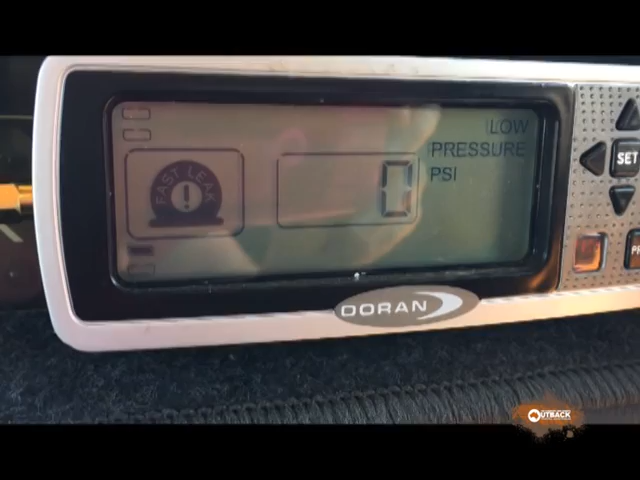 LOW
PRESSURE
PSI
FAST LEAK
0
SET
DORAN
OUTBACK